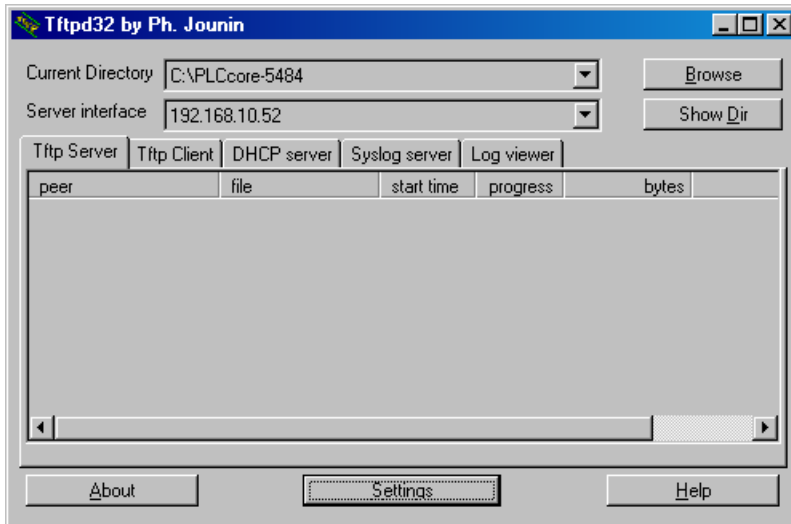 Tftpd32 by Ph. Jounin
Current Directory C:\PLCcore-5484 Browse
Server interface 192.168.10.52 Show Dir
Tftp Server Tftp Client DHCP server Syslog server Log viewer
peer file start time progress bytes
About Settings Help